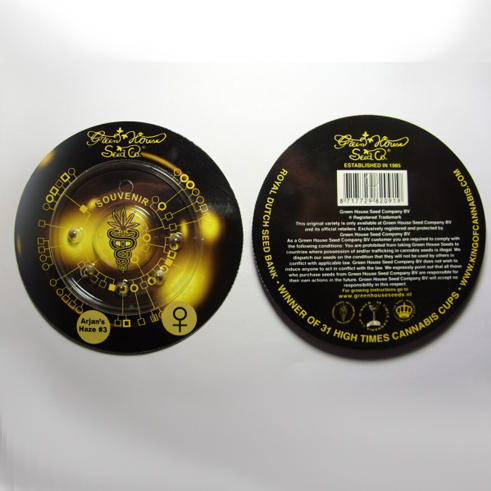 Green House
Seed Co.
SOUVENIR
Arjan's
Haze #3
Green House
Seed Co.
ESTABLISHED IN 1985
8 717729 820919
Green House Seed Company BV
® Registered Trademark
This original variety is only available at Green House Seed Company BV
and its official retailers. Exclusively registered and protected by
Green House Seed Company BV
As a Green House Seed Company BV customer you are required to comply with
the following conditions. You are prohibited from taking Green House Seeds to
countries where possession of and/or trafficking in cannabis seeds is illegal. We
dispatch our seeds on the condition that they will not be used by others in
conflict with applicable law. Green House Seed Company BV does not wish to
induce anyone to act in conflict with the law. We expressly point out that all those
who purchase seeds from Green House Seed Company BV are responsible for
their own actions in the future. Green House Seed Company BV will accept no
responsibility in this respect.
For growing instructions go to
www.greenhouseseeds.nl
ROYAL DUTCH SEED BANK • WINNER OF 31 HIGH TIMES CANNABIS CUPS • WWW.KINGOFCANNABIS.COM